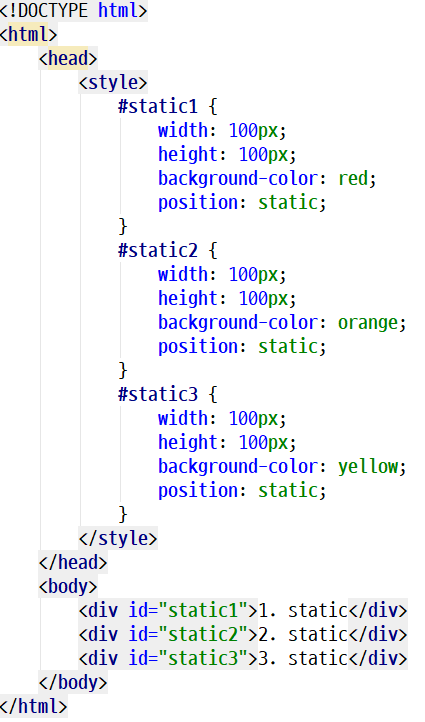 <!DOCTYPE html>
<html>
    <head>
        <style>
            #static1 {
                width: 100px;
                height: 100px;
                background-color: red;
                position: static;
            }
            #static2 {
                width: 100px;
                height: 100px;
                background-color: orange;
                position: static;
            }
            #static3 {
                width: 100px;
                height: 100px;
                background-color: yellow;
                position: static;
            }
        </style>
    </head>
    <body>
        <div id="static1">1. static</div>
        <div id="static2">2. static</div>
        <div id="static3">3. static</div>
    </body>
</html>